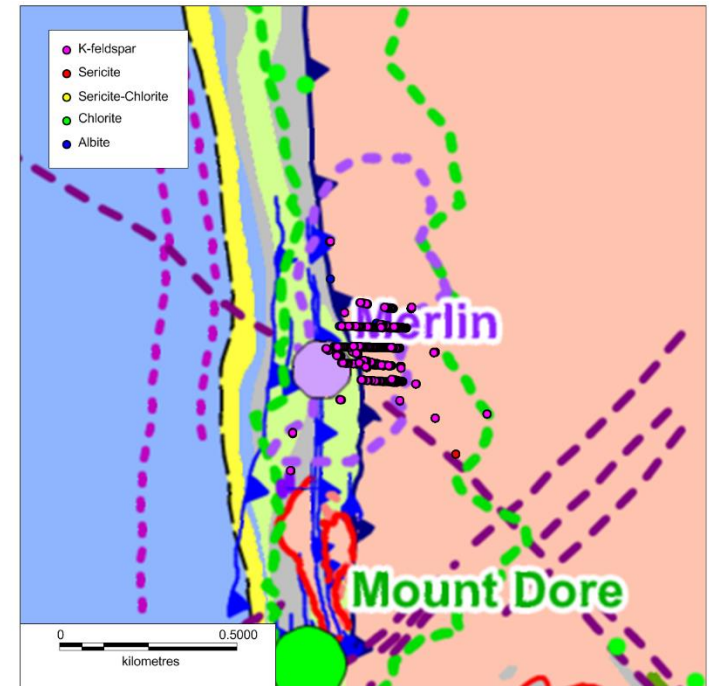 K-feldspar
Sericite
Sericite-Chlorite
Chlorite
Albite
Merlin
Mount Dore
0 0.5000
kilometres